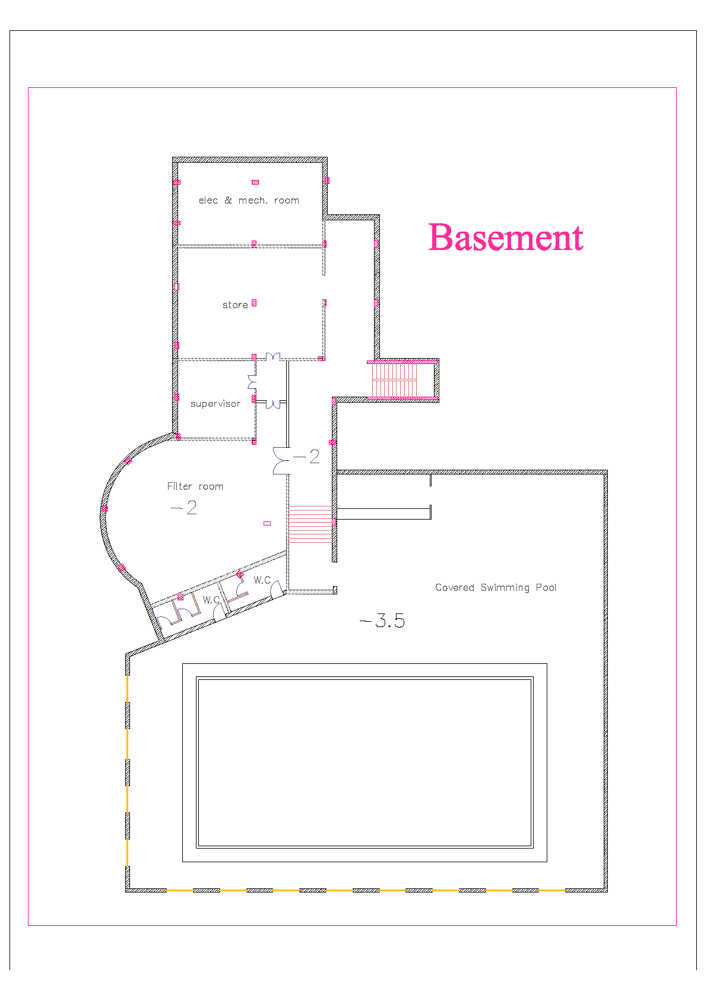 elec & mech. room
Basement
store
supervisor
-2
Filter room
-2
W.C
W.C
Covered Swimming Pool
-3.5